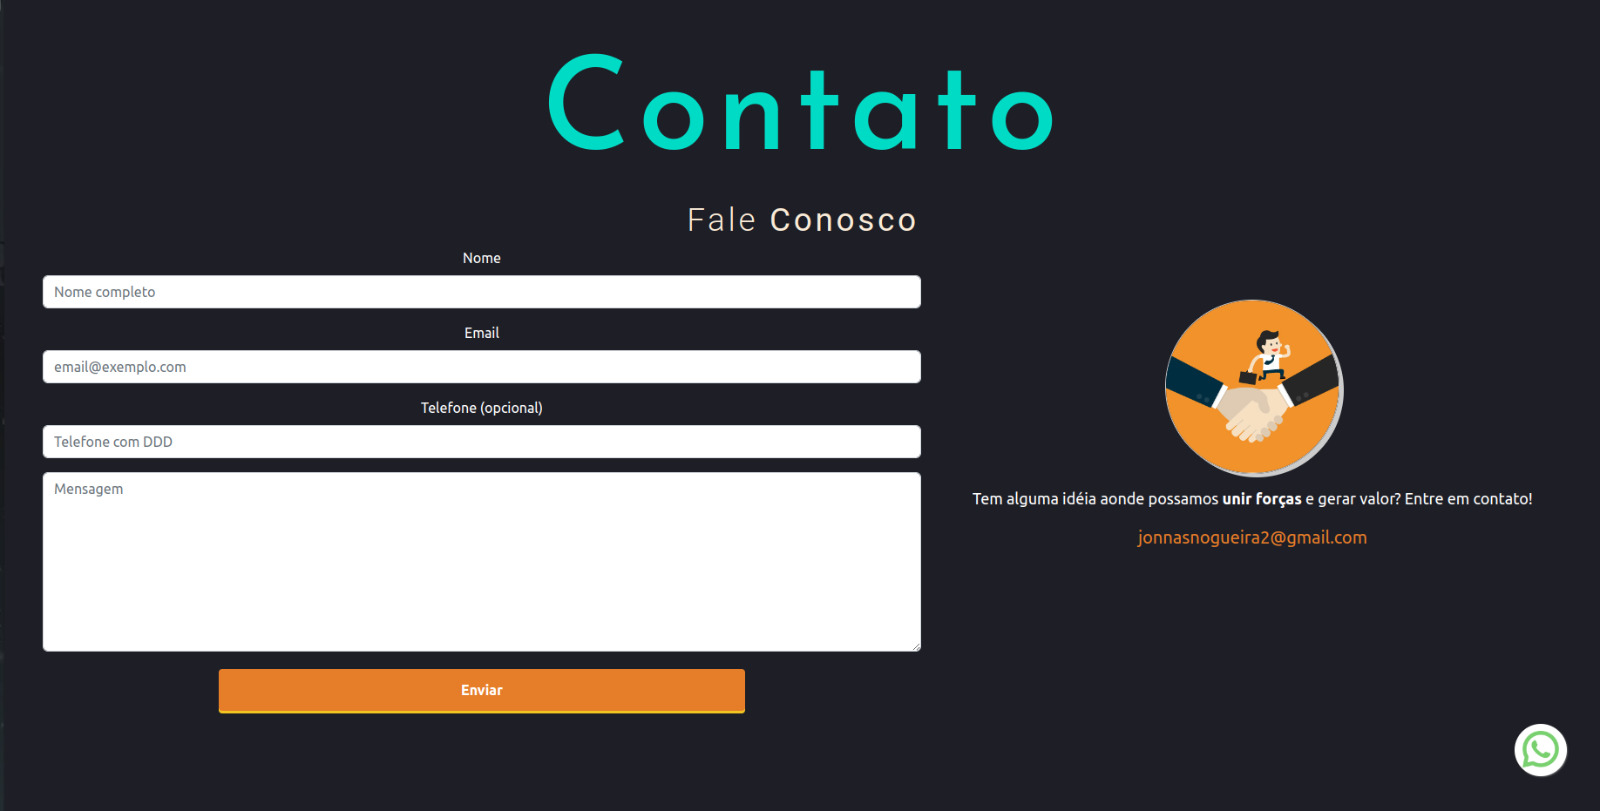 Contato
Fale Conosco
Nome
Nome completo
Email
email@exemplo.com
Telefone (opcional)
Telefone com DDD
Mensagem
Enviar
Tem alguma idéia aonde possamos unir forças e gerar valor? Entre em contato!
jonnasnogueira2@gmail.com